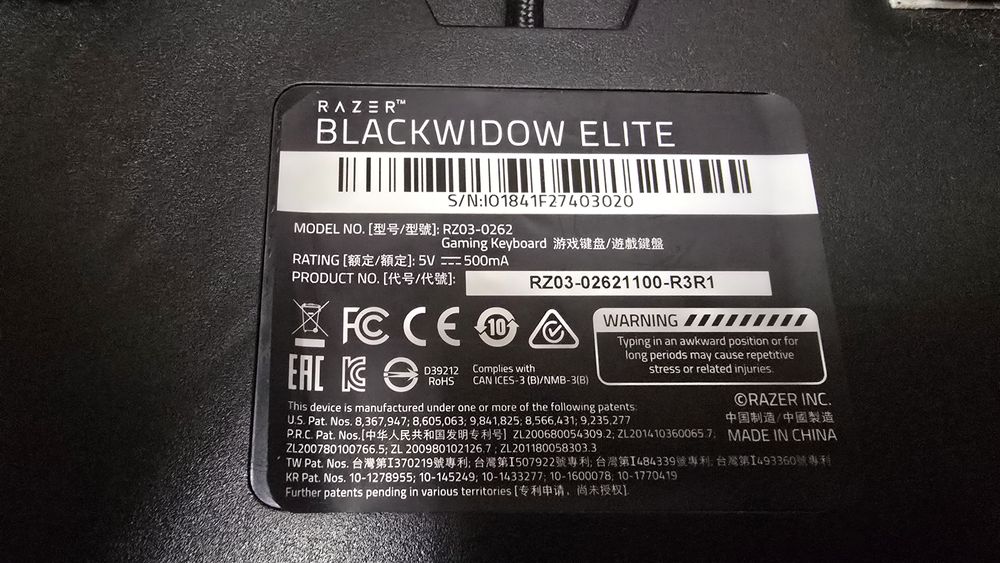 RAZER™
BLACKWIDOW ELITE
S/N:IO1841F27403020
MODEL NO. [型号/型號]: RZ03-0262
Gaming Keyboard 游戏键盘/遊戲鍵盤
RATING [额定/額定]: 5V ⎓ 500mA
PRODUCT NO. [代号/代號]: RZ03-02621100-R3R1
FC CE 10
WARNING
Typing in an awkward position or for
long periods may cause repetitive
stress or related injuries.
EAC KC D39212
RoHS
Complies with
CAN ICES-3 (B)/NMB-3(B)
©RAZER INC.
中国制造/中國製造
MADE IN CHINA
This device is manufactured under one or more of the following patents:
U.S. Pat. Nos. 8,367,947; 8,605,063; 9,841,825; 8,566,431; 9,235,277
P.R.C. Pat. Nos.[中华人民共和国发明专利号] ZL200680054309.2; ZL201410360065.7;
ZL200780100766.5; ZL 200980102126.7 ; ZL201180058303.3
TW Pat. Nos. 台灣第I370219號專利; 台灣第I507922號專利; 台灣第I484339號專利; 台灣第I493360號專利
KR Pat. Nos. 10-1278955; 10-145249; 10-1433277; 10-1600078; 10-1770419
Further patents pending in various territories [专利申请，尚未授权].